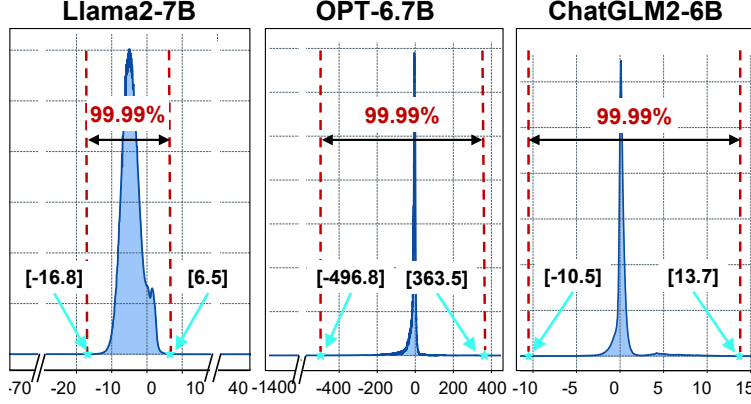 Llama2-7B OPT-6.7B ChatGLM2-6B
99.99% 99.99% 99.99%
[-16.8] [6.5] [-496.8] [363.5] [-10.5] [13.7]
-70 -20 -10 0 10 40 -1400 -400 -200 0 200 400 -10 -5 0 5 10 15